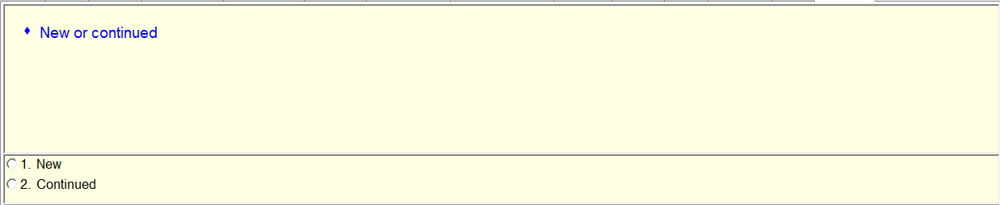 ♦ New or continued
1. New
2. Continued